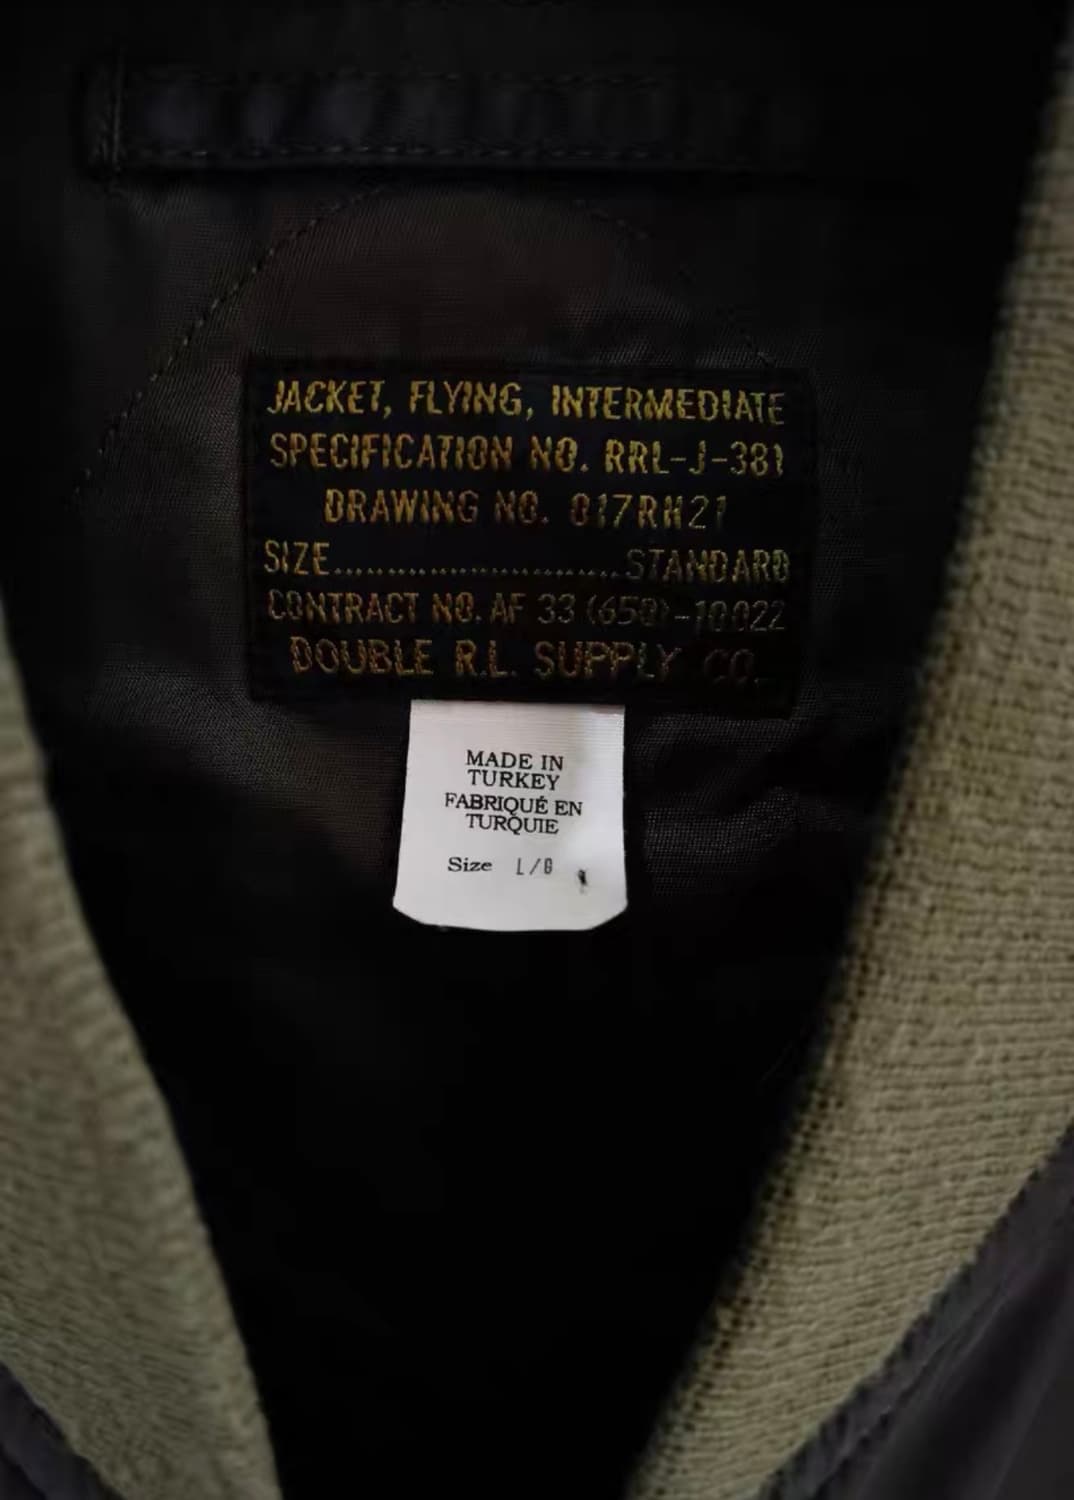 JACKET, FLYING, INTERMEDIATE
SPECIFICATION NO. RRL-J-381
DRAWING NO. 017RH21
SIZE..........................STANDARD
CONTRACT NO. AF 33 (650)-10022
DOUBLE R.L. SUPPLY CO.
MADE IN
TURKEY
FABRIQUÉ EN
TURQUIE
Size L/G